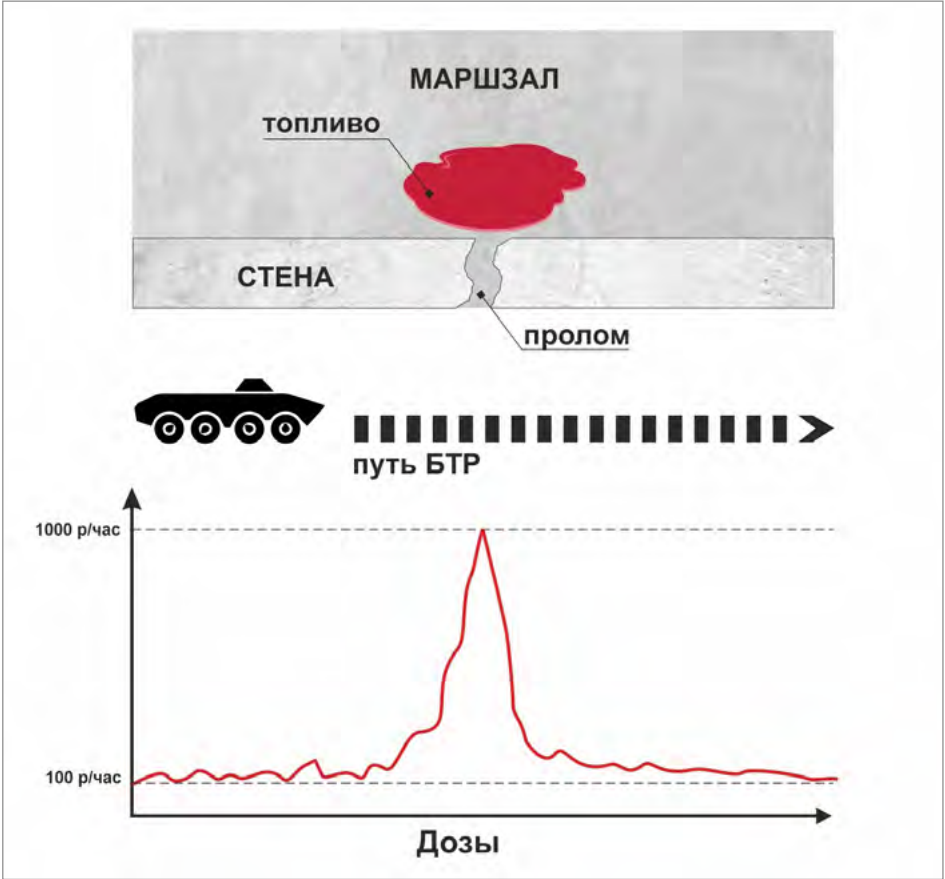 МАРШЗАЛ
топливо
СТЕНА
пролом
путь БТР
1000 р/час
100 р/час
Дозы